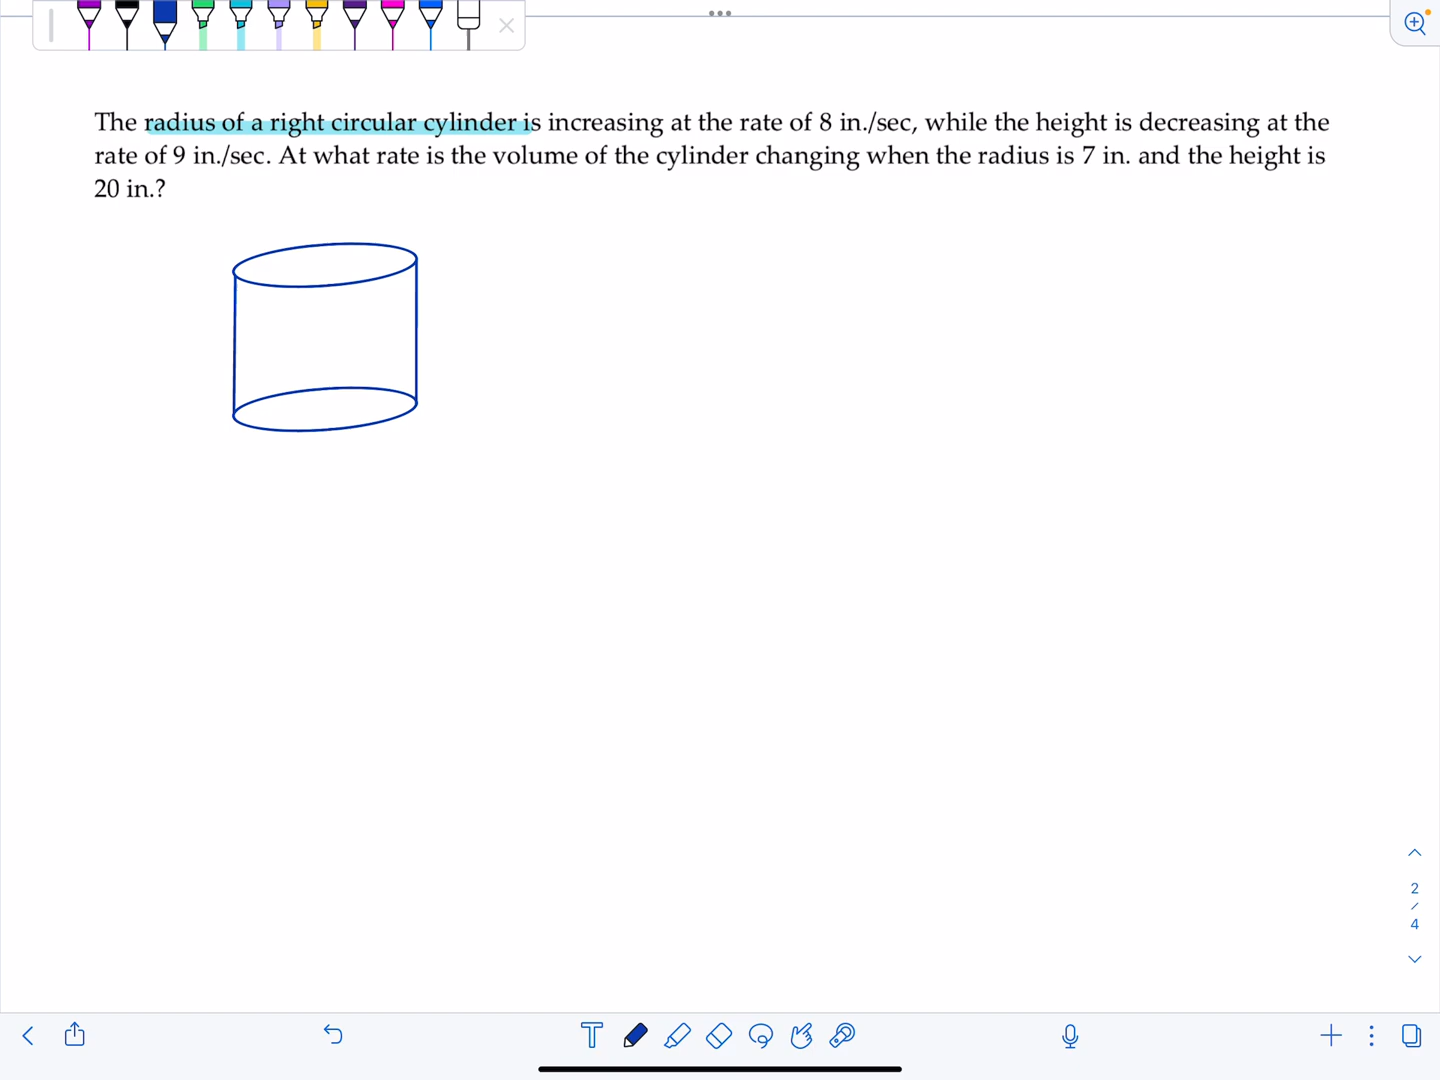 The radius of a right circular cylinder is increasing at the rate of 8 in./sec, while the height is decreasing at the
rate of 9 in./sec. At what rate is the volume of the cylinder changing when the radius is 7 in. and the height is
20 in.?
2
/
4
T